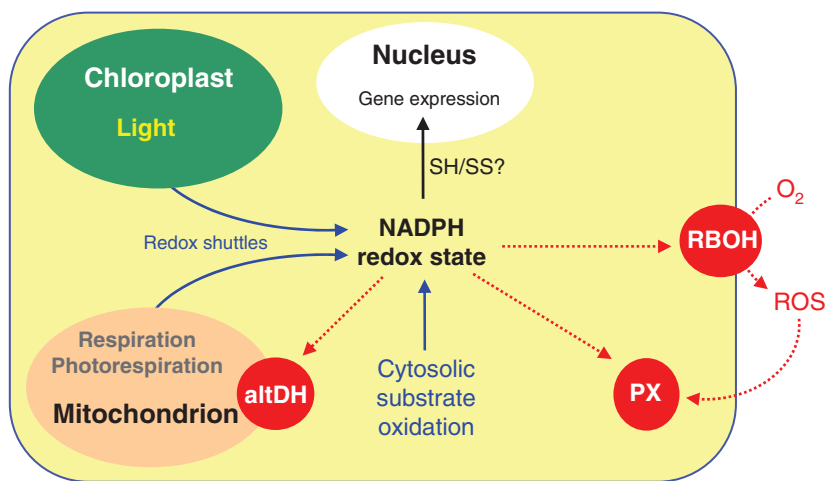 Chloroplast
Light
Nucleus
Gene expression
SH/SS?
Redox shuttles
NADPH
redox state
RBOH
O₂
ROS
Respiration
Photorespiration
Mitochondrion
altDH
Cytosolic
substrate
oxidation
PX